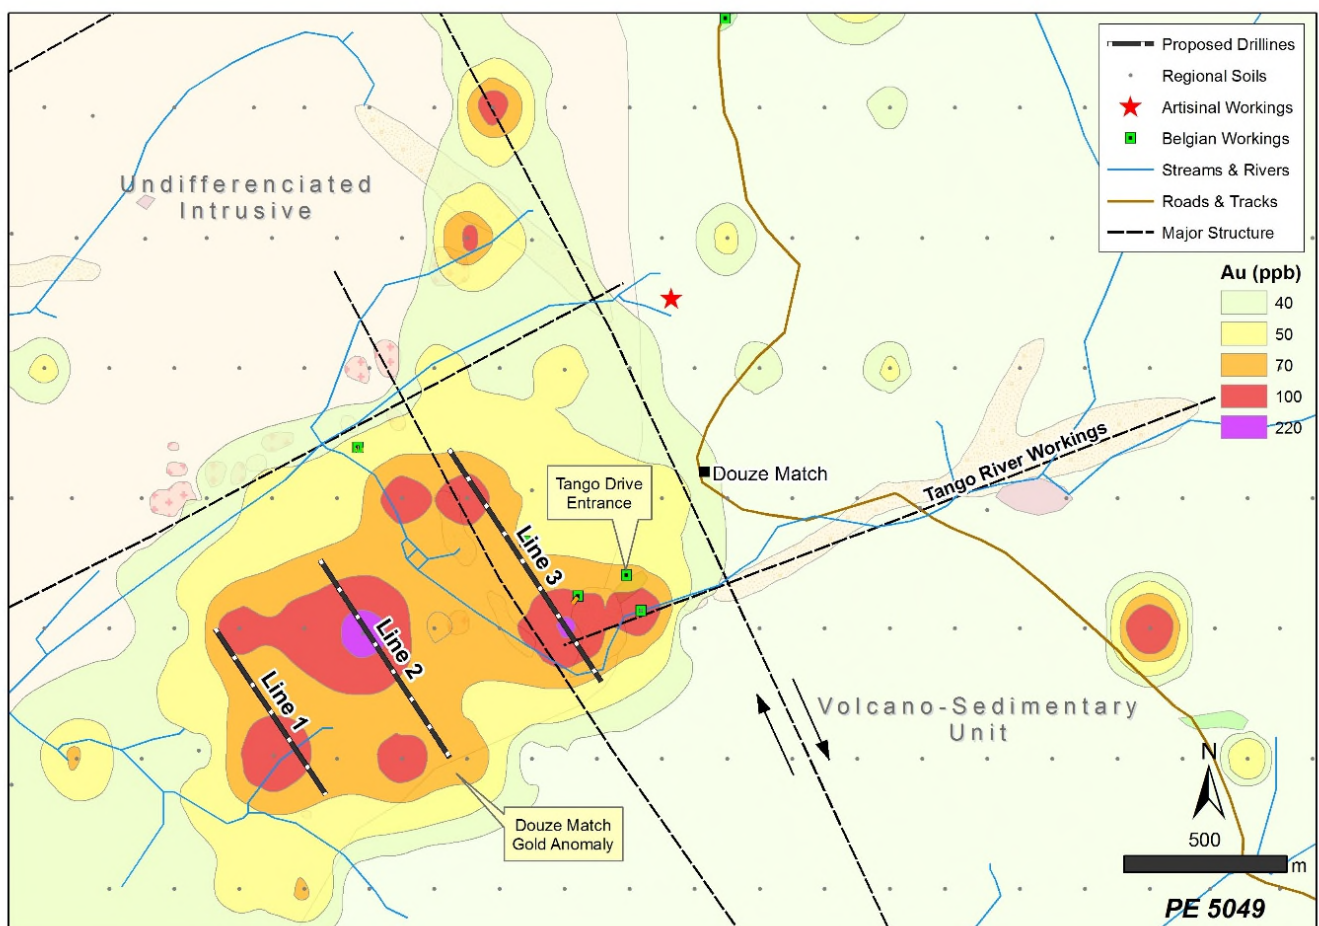 Proposed Drillines
Regional Soils
Artisinal Workings
Belgian Workings
Streams & Rivers
Roads & Tracks
Major Structure
Au (ppb)
40
50
70
100
220
Undifferenciated
Intrusive
Douze Match
Tango River Workings
Tango Drive
Entrance
Line 3
Line 2
Line 1
Volcano-Sedimentary
Unit
Douze Match
Gold Anomaly
N
500
m
PE 5049